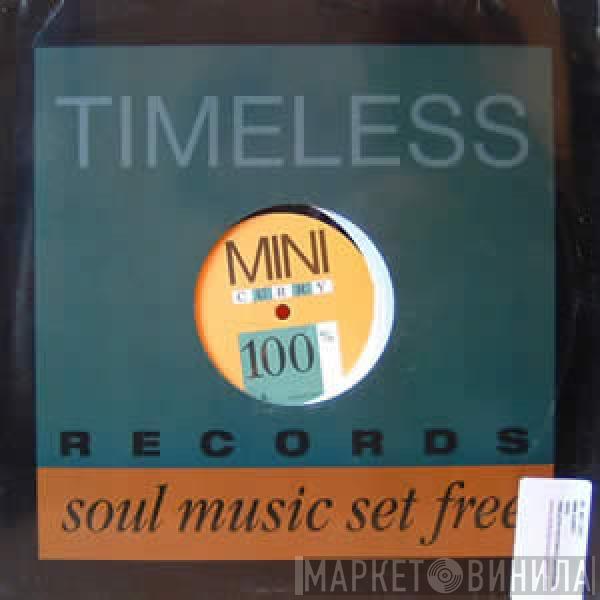 TIMELESS
MINI
CURRY
100
RECORDS
soul music set free
МАРКЕТ ВИНИЛА